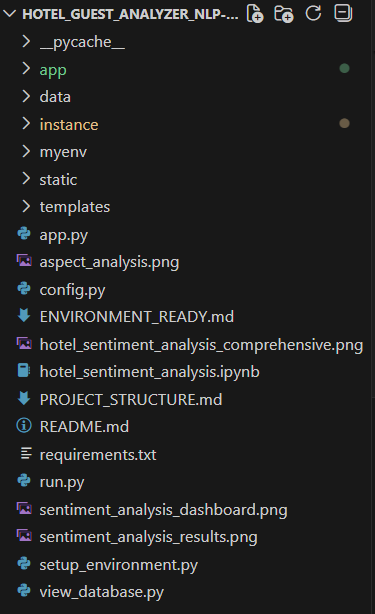 HOTEL_GUEST_ANALYZER_NLP-...
__pycache__
app
data
instance
myenv
static
templates
app.py
aspect_analysis.png
config.py
ENVIRONMENT_READY.md
hotel_sentiment_analysis_comprehensive.png
hotel_sentiment_analysis.ipynb
PROJECT_STRUCTURE.md
README.md
requirements.txt
run.py
sentiment_analysis_dashboard.png
sentiment_analysis_results.png
setup_environment.py
view_database.py